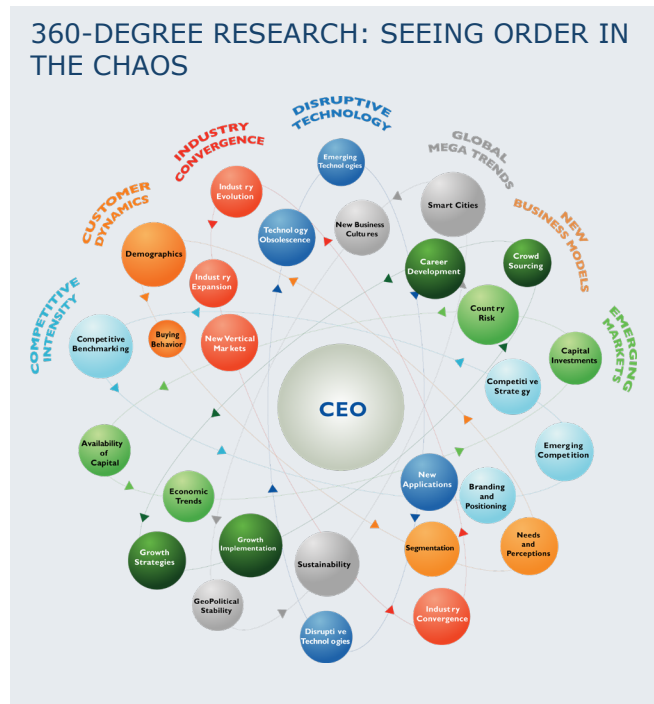 360-DEGREE RESEARCH: SEEING ORDER IN
THE CHAOS
DISRUPTIVE
TECHNOLOGY
INDUSTRY
CONVERGENCE
GLOBAL
MEGA TRENDS
CUSTOMER
DYNAMICS
NEW
BUSINESS MODELS
COMPETITIVE
INTENSITY
EMERGING
MARKETS
Emerging
Technologies
Industry
Evolution
Smart Cities
Technology
Obsolescence
New Business
Cultures
Demographics
Career
Development
Crowd
Sourcing
Industry
Expansion
Country
Risk
Competitive
Benchmarking
Buying
Behavior
New Vertical
Markets
Capital
Investments
Competitive
Strategy
CEO
Availability
of
Capital
Emerging
Competition
New
Applications
Economic
Trends
Branding
and
Positioning
Growth
Strategies
Growth
Implementation
Sustainability
Segmentation
Needs
and
Perceptions
GeoPolitical
Stability
Industry
Convergence
Disruptive
Technologies